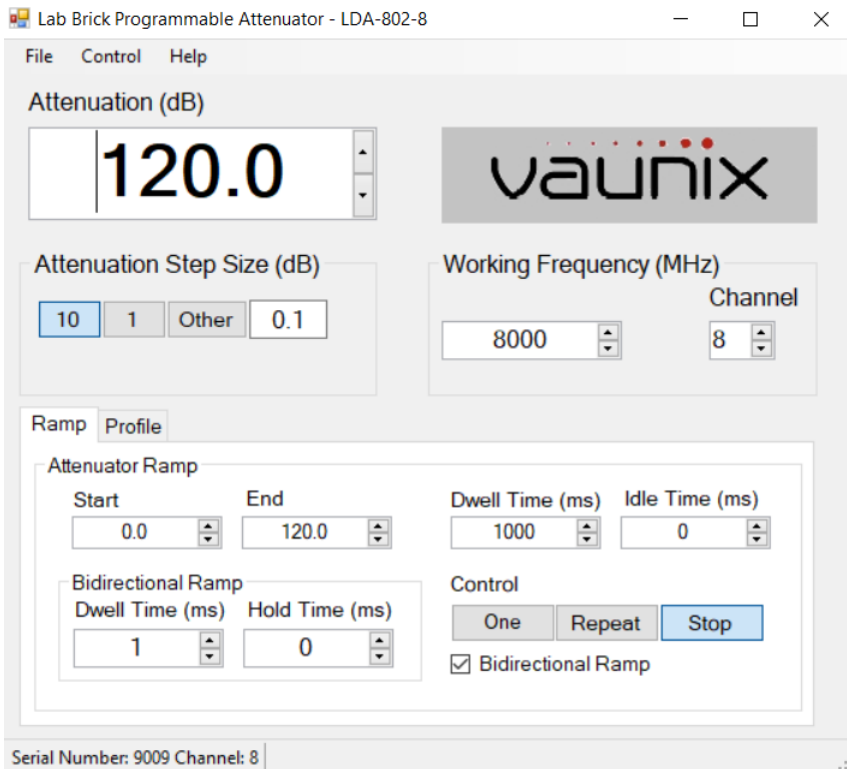 Lab Brick Programmable Attenuator - LDA-802-8
File Control Help
Attenuation (dB)
120.0
vaunix
Attenuation Step Size (dB)
10 1 Other 0.1
Working Frequency (MHz)
Channel
8000 8
Ramp Profile
Attenuator Ramp
Start End Dwell Time (ms) Idle Time (ms)
0.0 120.0 1000 0
Bidirectional Ramp
Dwell Time (ms) Hold Time (ms)
1 0
Control
One Repeat Stop
Bidirectional Ramp
Serial Number: 9009 Channel: 8